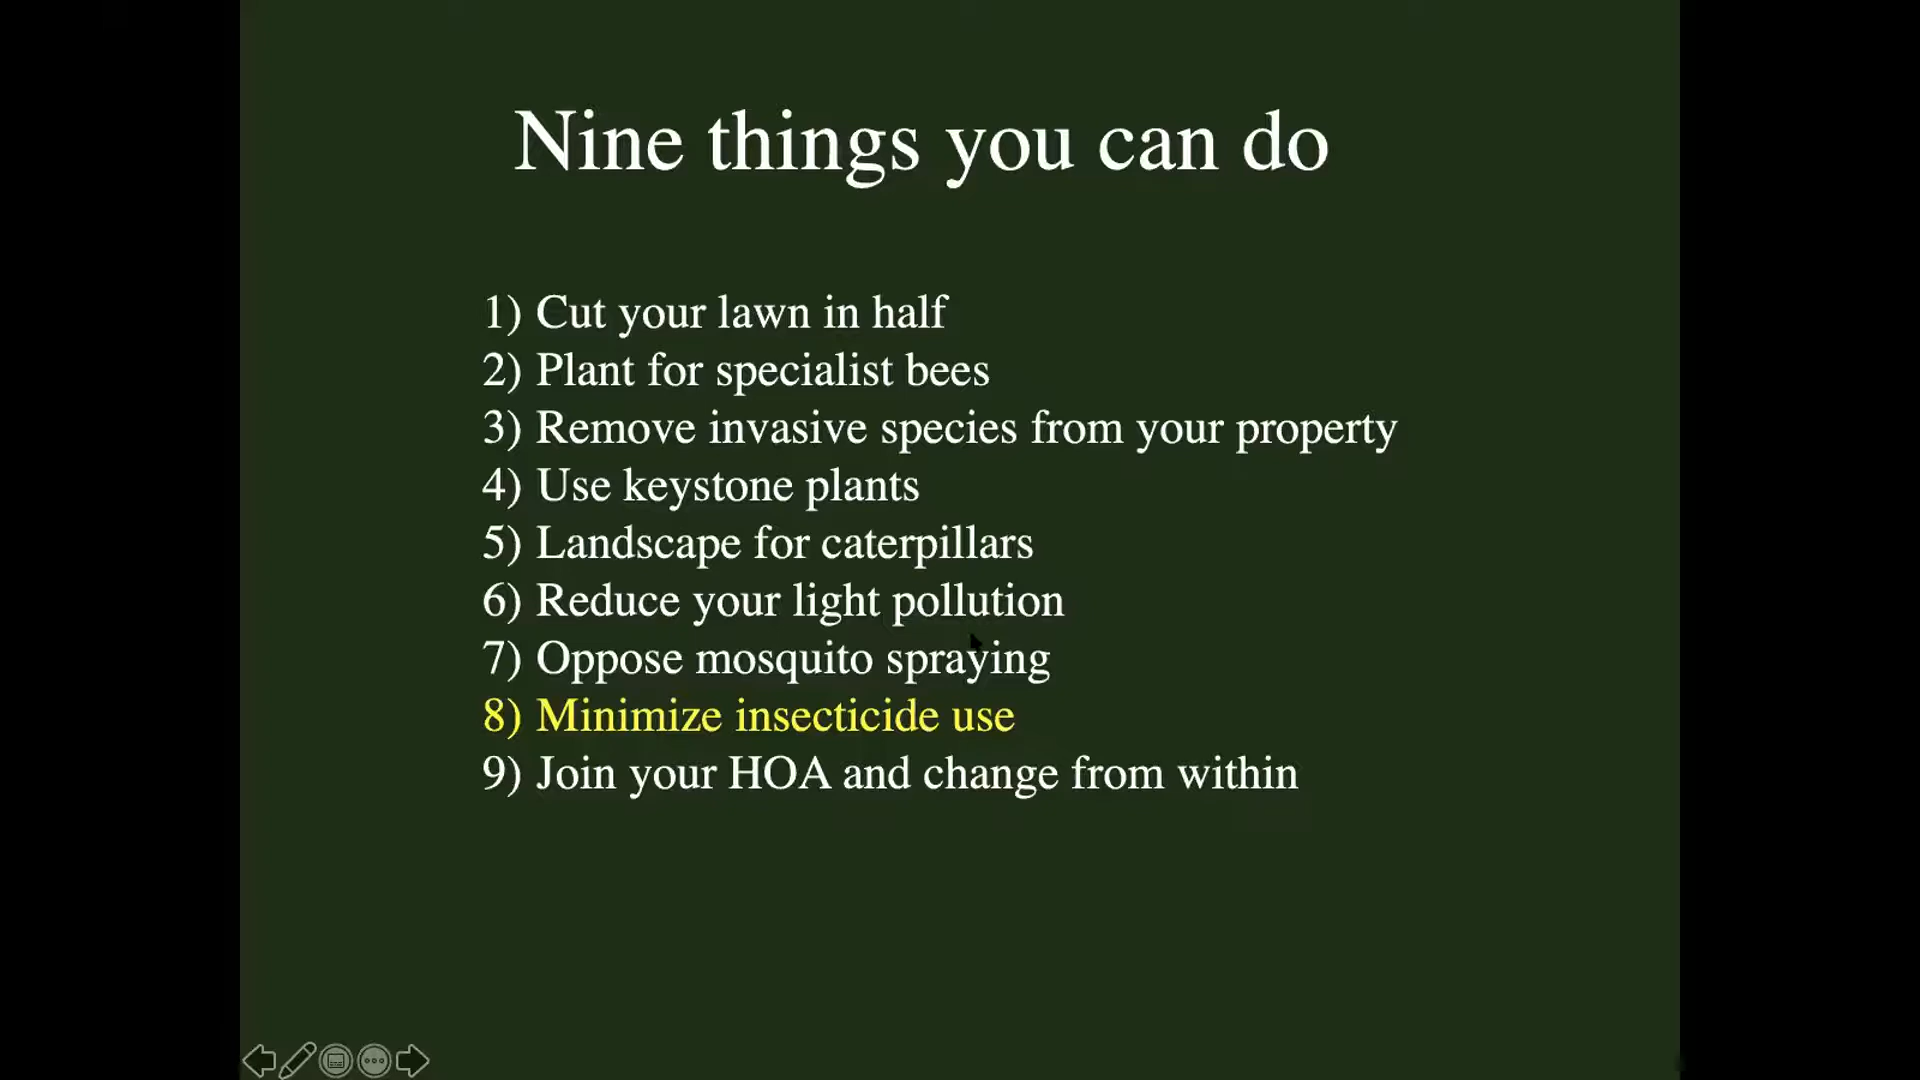 Nine things you can do
1) Cut your lawn in half
2) Plant for specialist bees
3) Remove invasive species from your property
4) Use keystone plants
5) Landscape for caterpillars
6) Reduce your light pollution
7) Oppose mosquito spraying
8) Minimize insecticide use
9) Join your HOA and change from within